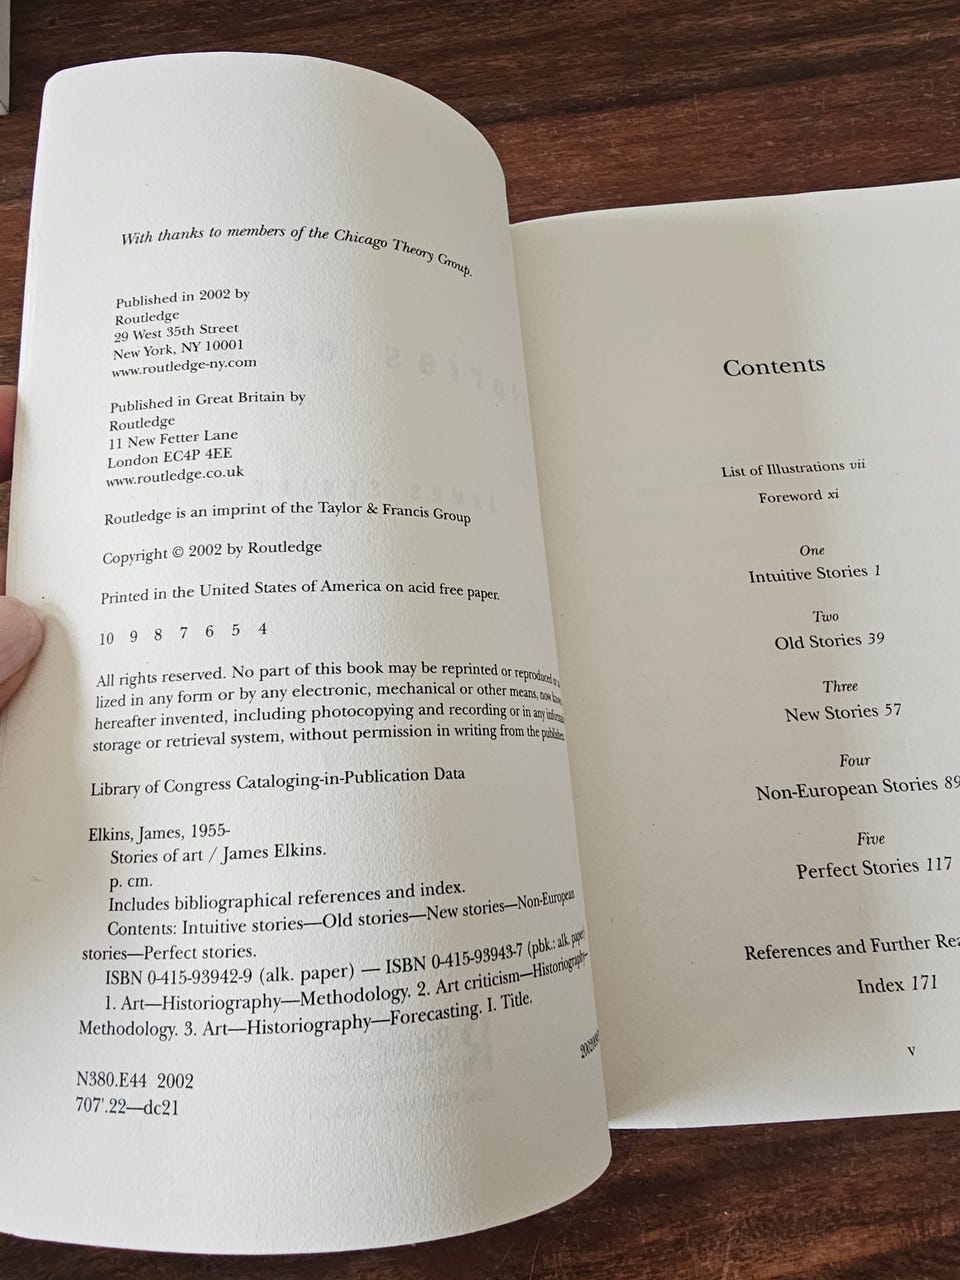 With thanks to members of the Chicago Theory Group.
Published in 2002 by
Routledge
29 West 35th Street
New York, NY 10001
www.routledge-ny.com
Published in Great Britain by
Routledge
11 New Fetter Lane
London EC4P 4EE
www.routledge.co.uk
Routledge is an imprint of the Taylor & Francis Group
Copyright © 2002 by Routledge
Printed in the United States of America on acid free paper.
10 9 8 7 6 5 4
All rights reserved. No part of this book may be reprinted or reproduced or
lized in any form or by any electronic, mechanical or other means, now
hereafter invented, including photocopying and recording or in any
storage or retrieval system, without permission in writing from the publisher.
Library of Congress Cataloging-in-Publication Data
Elkins, James, 1955-
Stories of art / James Elkins.
p. cm.
Includes bibliographical references and index.
Contents: Intuitive stories—Old stories—New stories—Non-European
stories—Perfect stories.
ISBN 0-415-93942-9 (alk. paper) — ISBN 0-415-93943-7 (pbk.: alk. paper
1. Art—Historiography—Methodology. 2. Art criticism—Historiography—
Methodology. 3. Art—Historiography—Forecasting. I. Title.
N380.E44 2002
707'.22—dc21
Contents
List of Illustrations vii
Foreword xi
One
Intuitive Stories 1
Two
Old Stories 39
Three
New Stories 57
Four
Non-European Stories 89
Five
Perfect Stories 117
References and Further Rea
Index 171
v